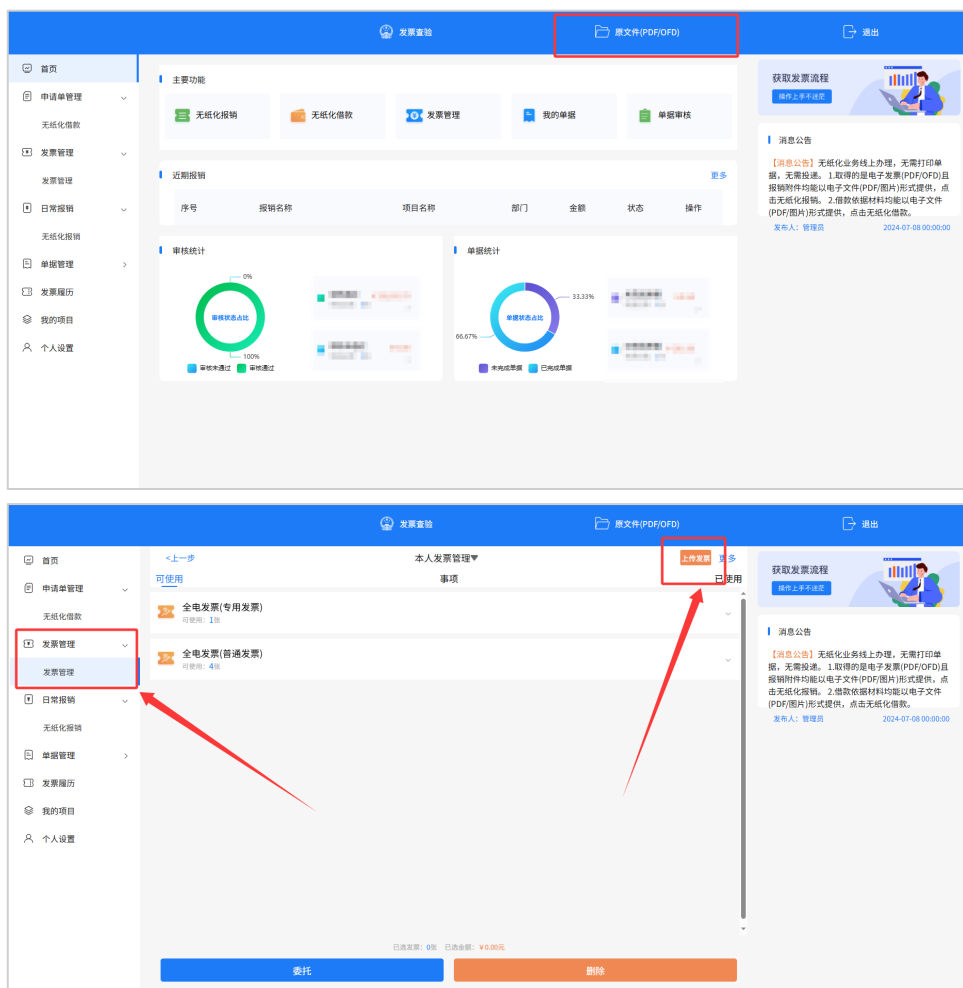 发票查验
原文件(PDF/OFD)
退出
首页
申请单管理
无纸化借款
发票管理
发票管理
日常报销
无纸化报销
单据管理
发票履历
我的项目
个人设置
主要功能
无纸化报销
无纸化借款
发票管理
我的单据
单据审核
近期报销
更多
序号 报销名称 项目名称 部门 金额 状态 操作
审核统计
0%
审核状态占比
100%
审核未通过 审核通过
单据统计
33.33%
单据状态占比
66.67%
未完成单据 已完成单据
获取发票流程
操作上手不迷茫
消息公告
【消息公告】无纸化业务线上办理，无需打印单
据，无需投递。 1.取得的是电子发票(PDF/OFD)且
报销附件均能以电子文件(PDF/图片)形式提供，点
击无纸化报销。 2.借款依据材料均能以电子文件
(PDF/图片)形式提供，点击无纸化借款。
发布人：管理员 2024-07-08 00:00:00
发票查验
原文件(PDF/OFD)
退出
首页
申请单管理
无纸化借款
发票管理
发票管理
日常报销
无纸化报销
单据管理
发票履历
我的项目
个人设置
<上一步
本人发票管理▼
上传发票
更多
可使用 事项 已使用
全电发票(专用发票)
可使用：1张
全电发票(普通发票)
可使用：4张
已选发票：0张 已选金额：￥0.00元
委托
删除
获取发票流程
操作上手不迷茫
消息公告
【消息公告】无纸化业务线上办理，无需打印单
据，无需投递。 1.取得的是电子发票(PDF/OFD)且
报销附件均能以电子文件(PDF/图片)形式提供，点
击无纸化报销。 2.借款依据材料均能以电子文件
(PDF/图片)形式提供，点击无纸化借款。
发布人：管理员 2024-07-08 00:00:00